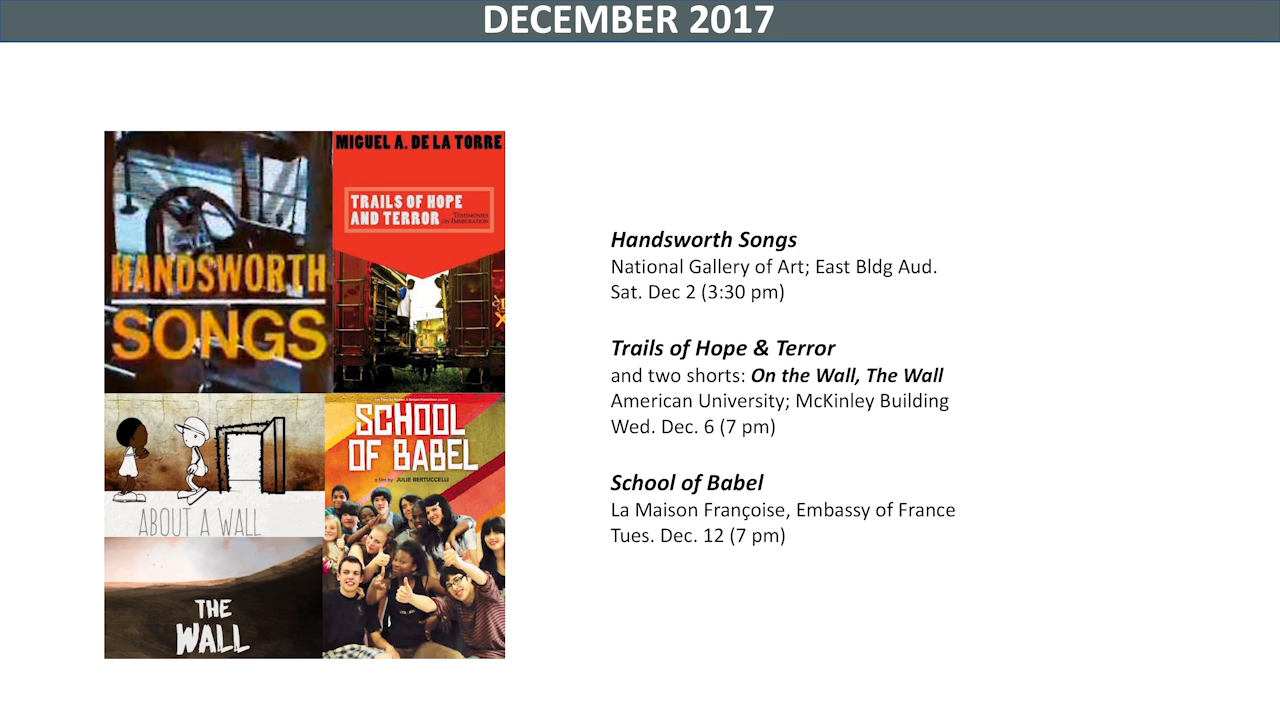 DECEMBER 2017
HANDSWORTH
SONGS
MIGUEL A. DE LA TORRE
TRAILS OF HOPE
AND TERROR
TESTIMONIES
ON IMMIGRATION
ABOUT A WALL
THE
WALL
SCHOOL
OF BABEL
a film by JULIE BERTUCCELLI
Handsworth Songs
National Gallery of Art; East Bldg Aud.
Sat. Dec 2 (3:30 pm)
Trails of Hope & Terror
and two shorts: On the Wall, The Wall
American University; McKinley Building
Wed. Dec. 6 (7 pm)
School of Babel
La Maison Françoise, Embassy of France
Tues. Dec. 12 (7 pm)